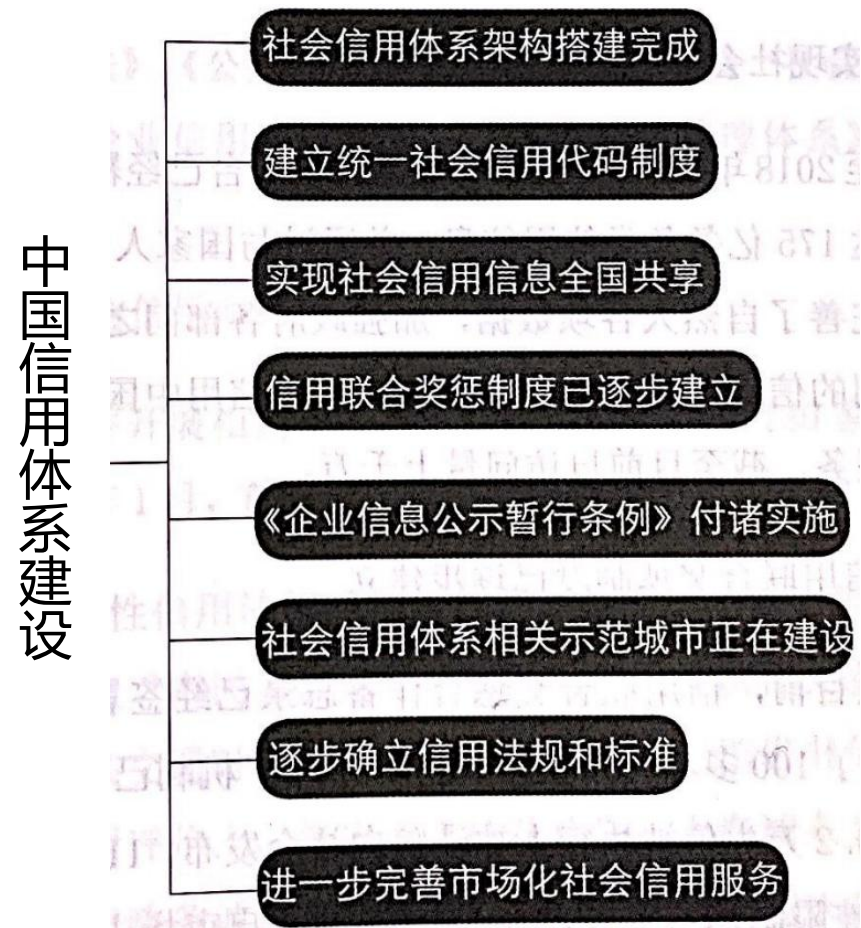 中国信用体系建设
社会信用体系架构搭建完成
建立统一社会信用代码制度
实现社会信用信息全国共享
信用联合奖惩制度已逐步建立
《企业信息公示暂行条例》付诸实施
社会信用体系相关示范城市正在建设
逐步确立信用法规和标准
进一步完善市场化社会信用服务